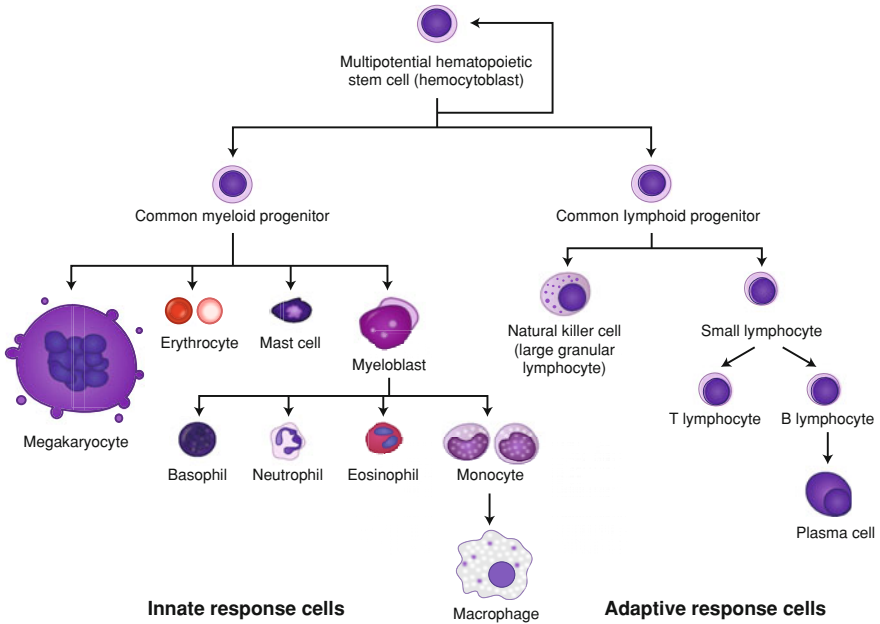 Multipotential hematopoietic
stem cell (hemocytoblast)
Common myeloid progenitor
Common lymphoid progenitor
Megakaryocyte
Erythrocyte
Mast cell
Myeloblast
Natural killer cell
(large granular
lymphocyte)
Small lymphocyte
Basophil
Neutrophil
Eosinophil
Monocyte
T lymphocyte
B lymphocyte
Plasma cell
Macrophage
Innate response cells
Adaptive response cells